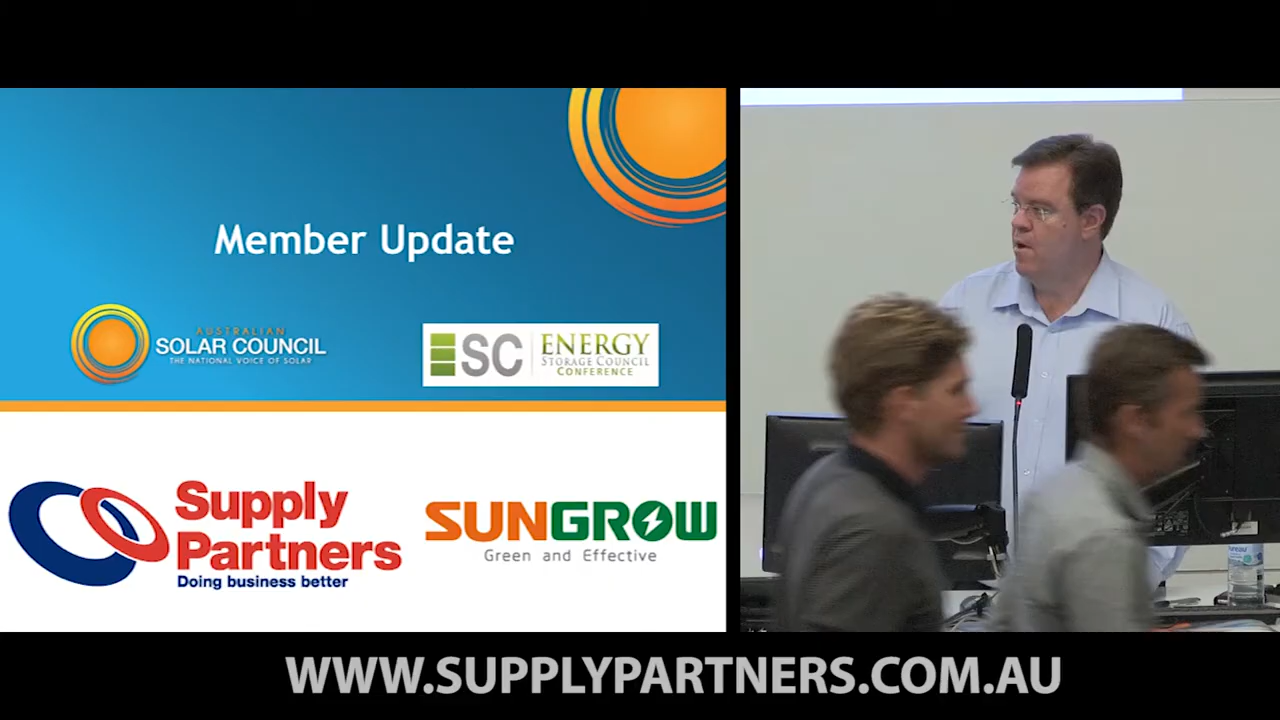 Member Update
AUSTRALIAN
SOLAR COUNCIL
THE NATIONAL VOICE OF SOLAR
ESC
ENERGY
STORAGE COUNCIL
CONFERENCE
Supply
Partners
Doing business better
SUNGROW
Green and Effective
WWW.SUPPLYPARTNERS.COM.AU